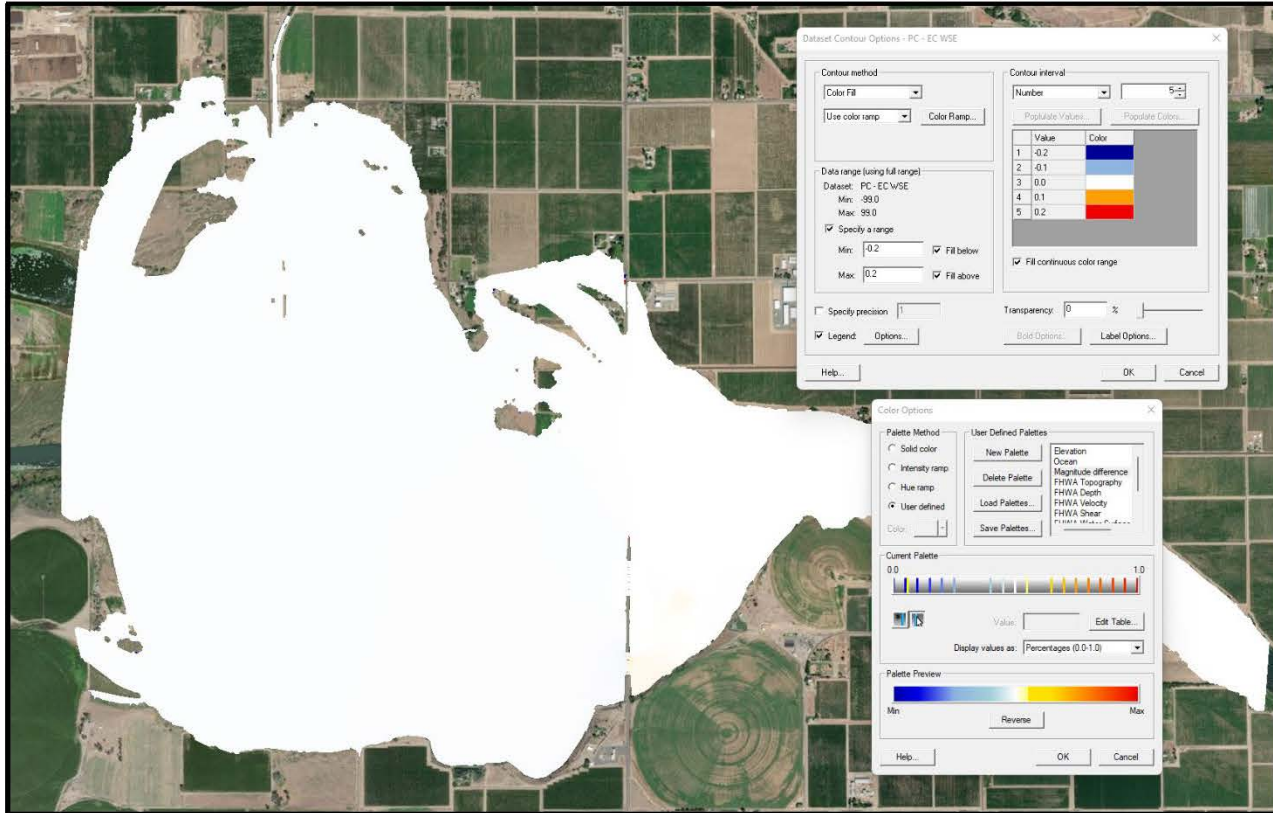 Dataset Contour Options - PC - EC WSE
Contour method
Color Fill
Use color ramp
Color Ramp...
Data range (using full range)
Dataset: PC - EC WSE
Min: -99.0
Max: 99.0
Specify a range
Min: -0.2
Fill below
Max: 0.2
Fill above
Specify precision 1
Legend: Options...
Contour interval
Number 5
Poplulate Values... Populate Colors...
Value Color
1 -0.2
2 -0.1
3 0.0
4 0.1
5 0.2
Fill continuous color range
Transparency: 0 %
Bold Options... Label Options...
Help... OK Cancel
Color Options
Palette Method
Solid color
Intensity ramp
Hue ramp
User defined
Color:
User Defined Palettes
New Palette
Delete Palette
Load Palettes...
Save Palettes...
Elevation
Ocean
Magnitude difference
FHWA Topography
FHWA Depth
FHWA Velocity
FHWA Shear
FHWA Water Surface
Current Palette
0.0 1.0
Value: Edit Table...
Display values as: Percentages (0.0-1.0)
Palette Preview
Min Max
Reverse
Help... OK Cancel